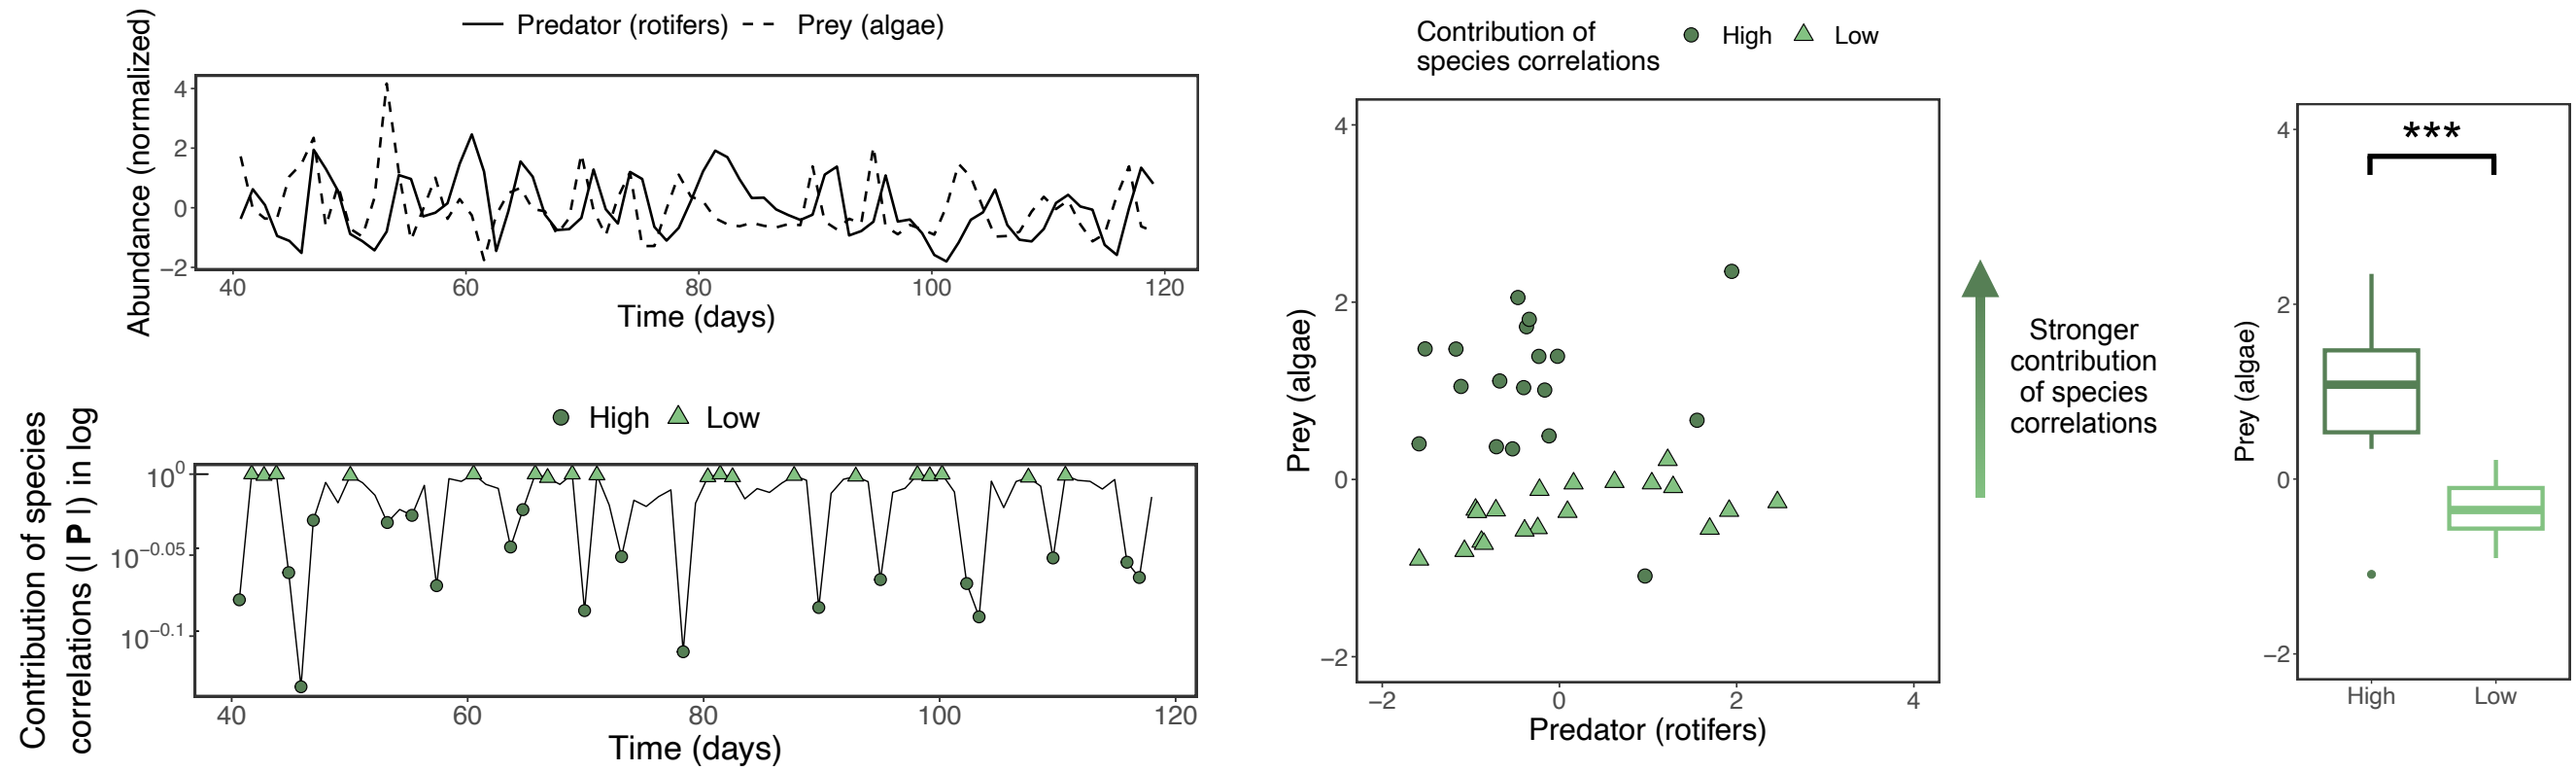 Predator (rotifers) Prey (algae)
Abundance (normalized)
4
2
0
−2
40 60 80 100 120
Time (days)
High Low
Contribution of species
correlations (| P |) in log
10^0
10^−0.05
10^−0.1
40 60 80 100 120
Time (days)
Contribution of
species correlations
High Low
Prey (algae)
4
2
0
−2
−2 0 2 4
Predator (rotifers)
Stronger
contribution
of species
correlations
Prey (algae)
4
2
0
−2
***
High Low